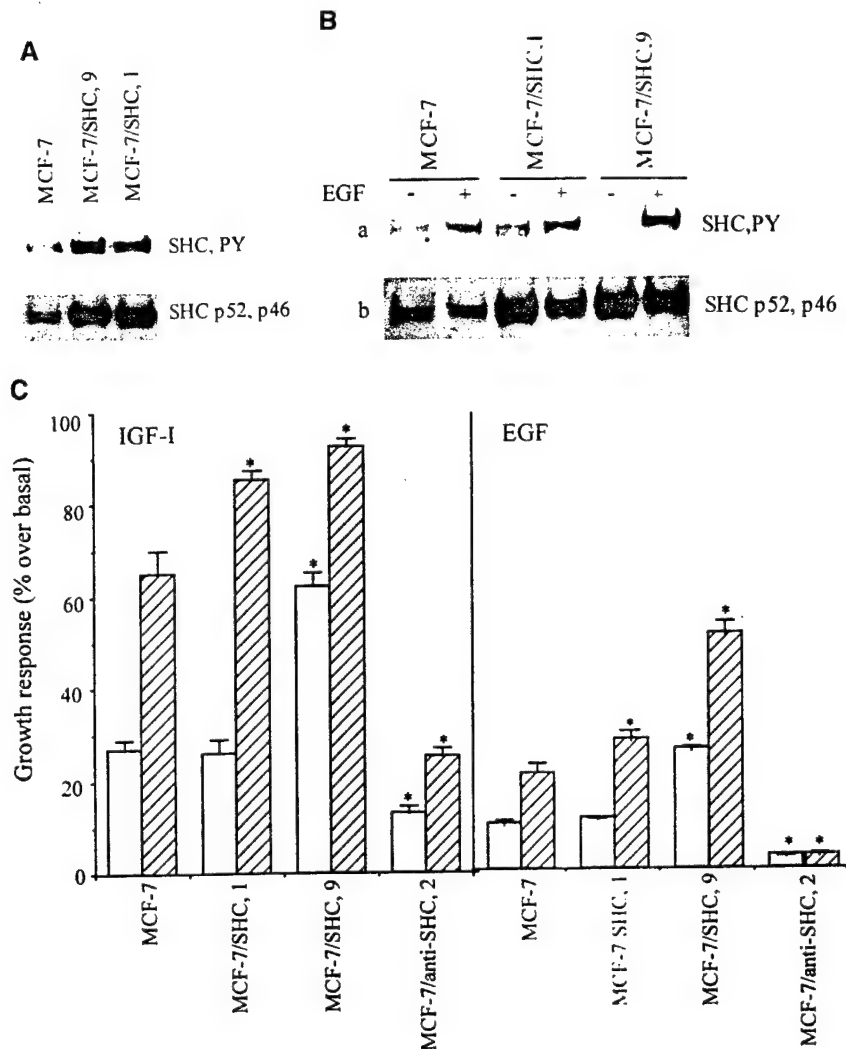 A
MCF-7
MCF-7/SHC, 9
MCF-7/SHC, 1
SHC, PY
SHC p52, p46
B
MCF-7
MCF-7/SHC.1
MCF-7/SHC.9
EGF - + - + - +
a SHC,PY
b SHC p52, p46
C
Growth response (% over basal)
100
80
60
40
20
0
IGF-I
EGF
* * * * * * * * * *
MCF-7
MCF-7/SHC, 1
MCF-7/SHC, 9
MCF-7/anti-SHC, 2
MCF-7
MCF-7 SHC, 1
MCF-7/SHC, 9
MCF-7/anti-SHC, 2